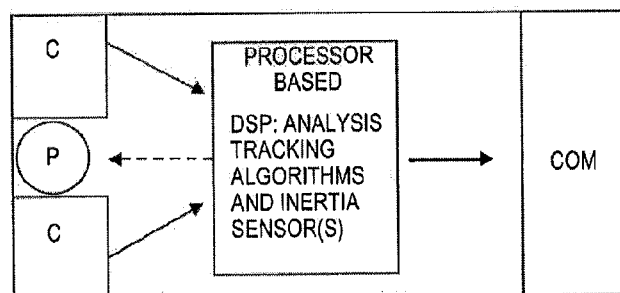 C
PROCESSOR
BASED
DSP: ANALYSIS
TRACKING
ALGORITHMS
AND INERTIA
SENSOR(S)
P
COM
C